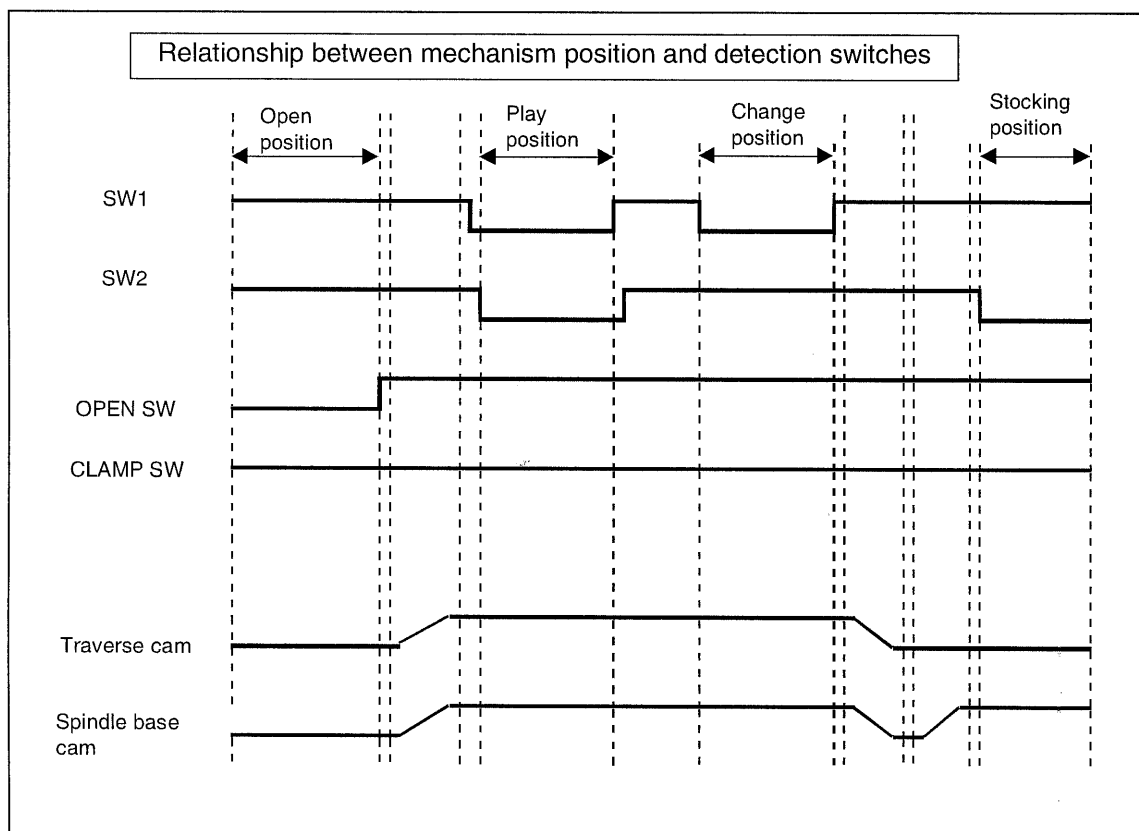 Relationship between mechanism position and detection switches
Open
position
Play
position
Change
position
Stocking
position
SW1
SW2
OPEN SW
CLAMP SW
Traverse cam
Spindle base
cam